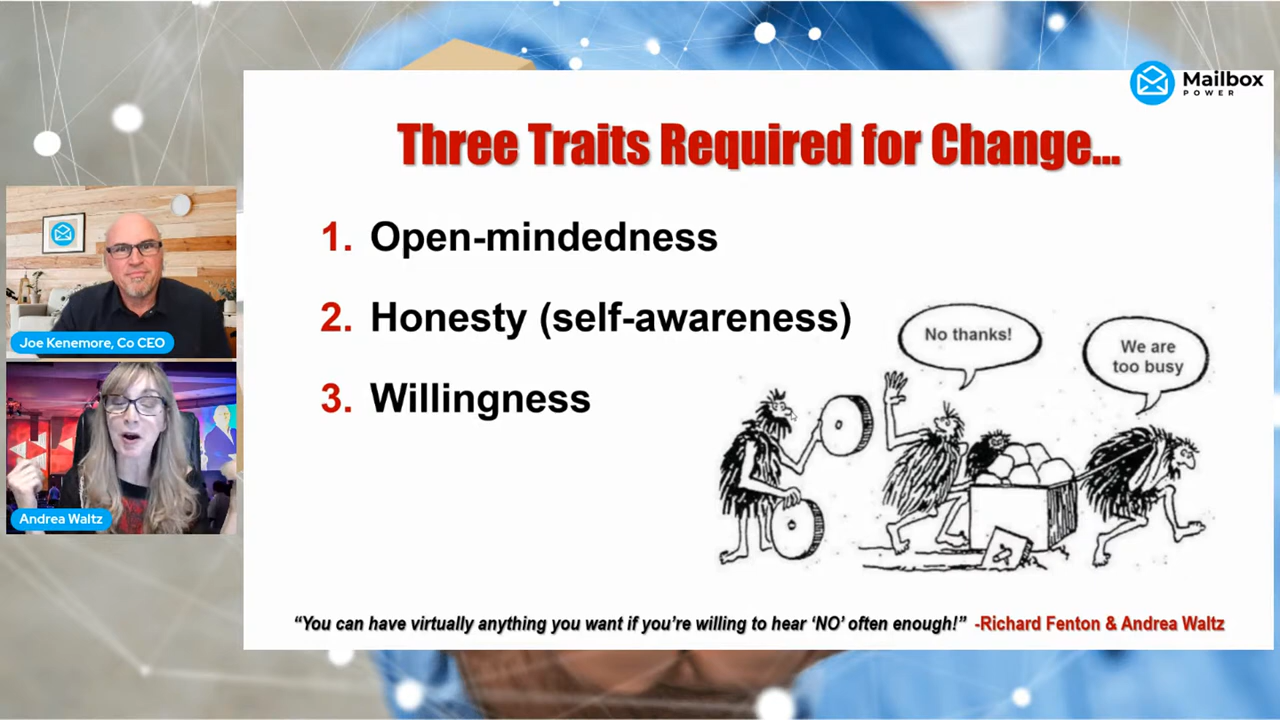 Mailbox
POWER
Three Traits Required for Change...
1. Open-mindedness
2. Honesty (self-awareness)
3. Willingness
No thanks!
We are
too busy
Joe Kenemore, Co CEO
Andrea Waltz
“You can have virtually anything you want if you’re willing to hear ‘NO’ often enough!” -Richard Fenton & Andrea Waltz